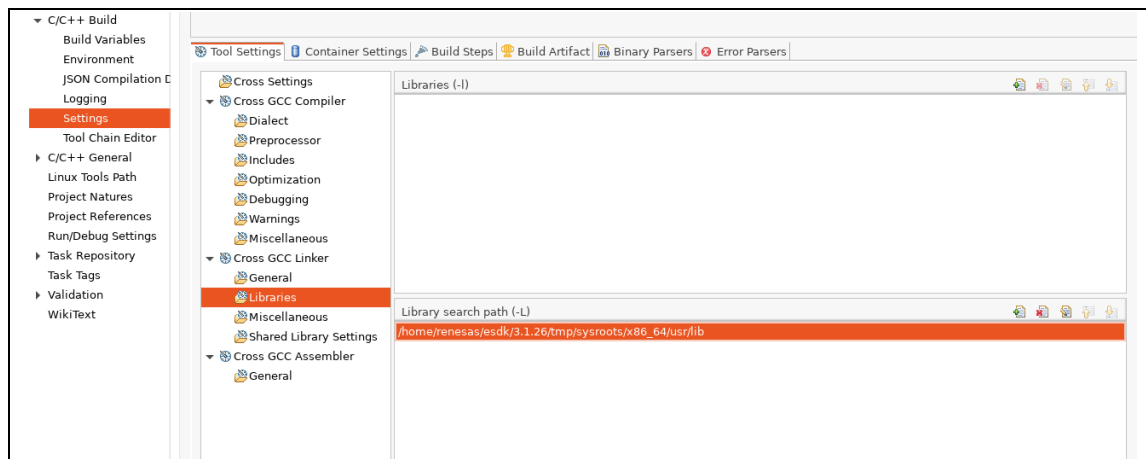 C/C++ Build
Build Variables
Environment
JSON Compilation D
Logging
Settings
Tool Chain Editor
C/C++ General
Linux Tools Path
Project Natures
Project References
Run/Debug Settings
Task Repository
Task Tags
Validation
WikiText
Tool Settings Container Settings Build Steps Build Artifact Binary Parsers Error Parsers
Cross Settings
Cross GCC Compiler
Dialect
Preprocessor
Includes
Optimization
Debugging
Warnings
Miscellaneous
Cross GCC Linker
General
Libraries
Miscellaneous
Shared Library Settings
Cross GCC Assembler
General
Libraries (-l)
Library search path (-L)
/home/renesas/esdk/3.1.26/tmp/sysroots/x86_64/usr/lib